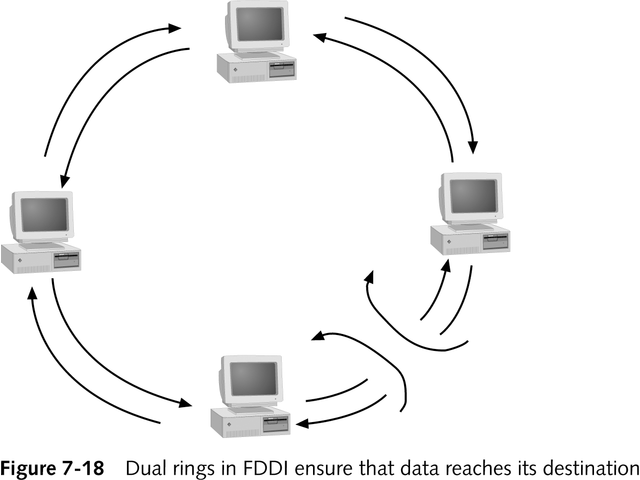 Figure 7-18 Dual rings in FDDI ensure that data reaches its destination